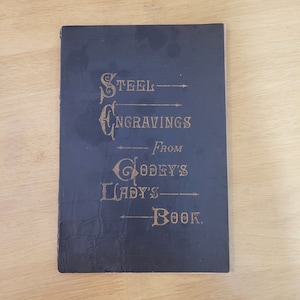 STEEL
ENGRAVINGS
FROM
GODEY'S
LADY'S
BOOK.